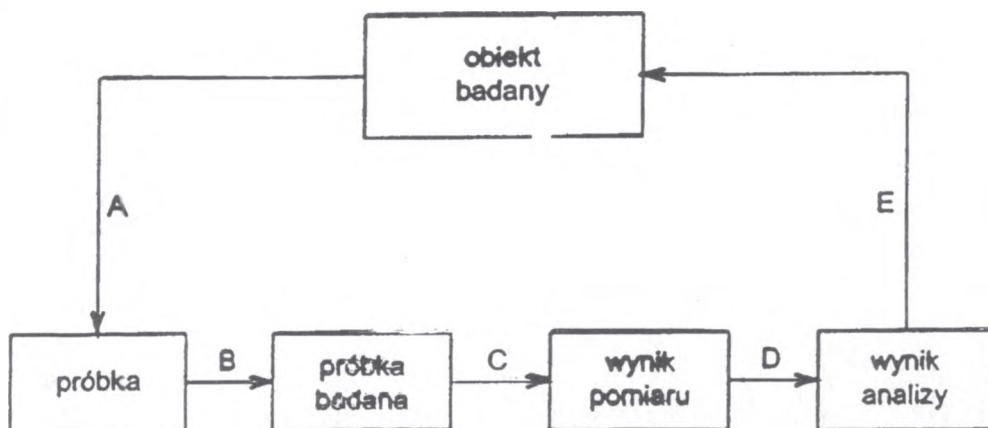 obiekt
badany
A
E
próbka
B
próbka
badana
C
wynik
pomiaru
D
wynik
analizy